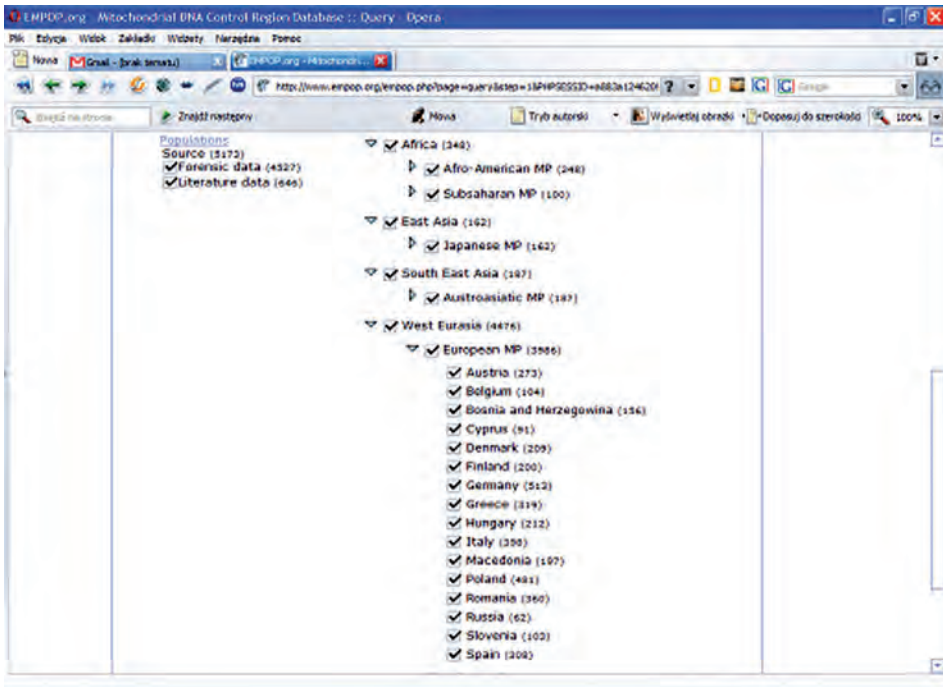 EMPOP.org - Mitochondrial DNA Control Region Database :: Query - Opera
Plik Edycja Widok Zakładki Widżety Narzędzia Pomoc
Nowa Gmail - (brak tematu) EMPOP.org - Mitochondri...
Google
Znajdź następny Nowa Tryb autorski Wyświetlaj obrazki Dopasuj do szerokości 100%
Populations
Source (5173)
Forensic data (4527)
Literature data (646)
Africa (348)
Afro-American MP (248)
Subsaharan MP (100)
East Asia (162)
Japanese MP (162)
South East Asia (187)
Austroasiatic MP (187)
West Eurasia (4476)
European MP (3986)
Austria (273)
Belgium (104)
Bosnia and Herzegowina (156)
Cyprus (91)
Denmark (209)
Finland (200)
Germany (512)
Greece (319)
Hungary (212)
Italy
Macedonia (197)
Poland
Romania (360)
Russia (62)
Slovenia (103)
Spain (208)